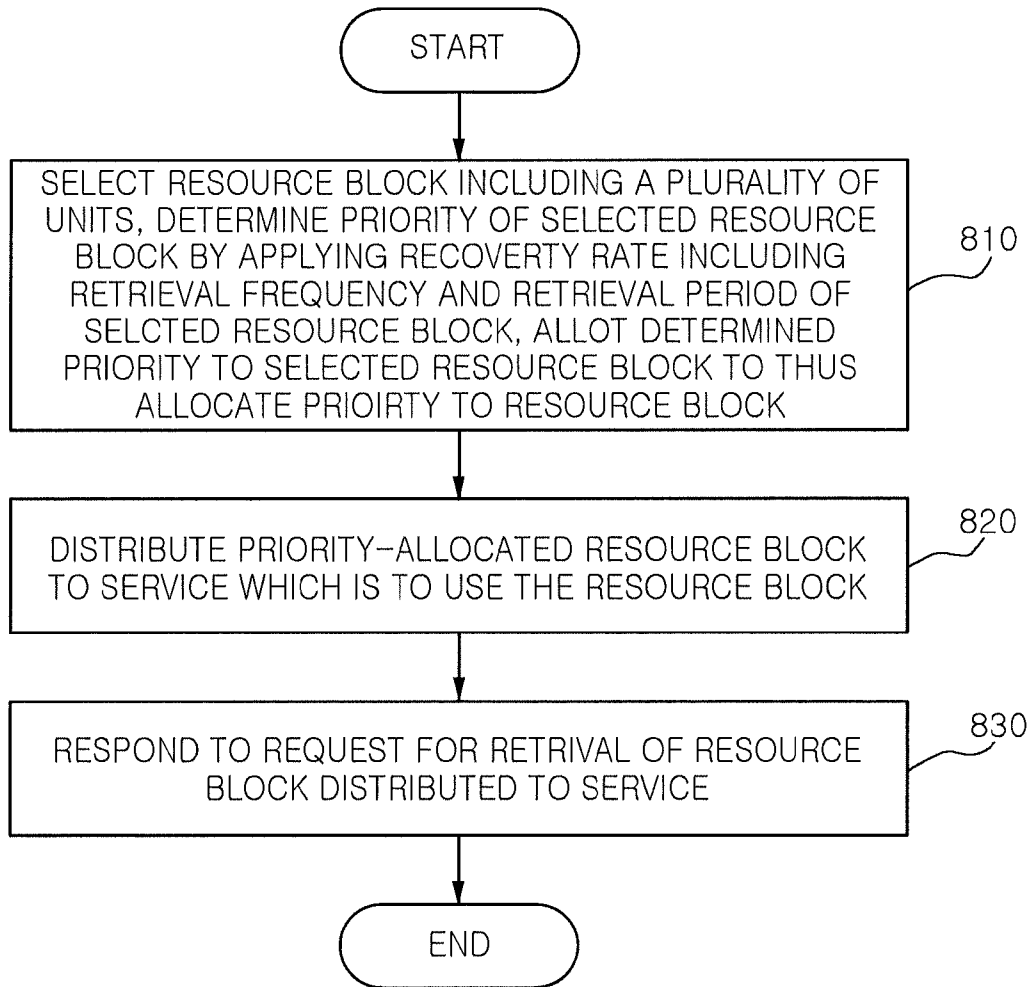 START
SELECT RESOURCE BLOCK INCLUDING A PLURALITY OF
UNITS, DETERMINE PRIORITY OF SELECTED RESOURCE
BLOCK BY APPLYING RECOVERTY RATE INCLUDING
RETRIEVAL FREQUENCY AND RETRIEVAL PERIOD OF
SELCTED RESOURCE BLOCK, ALLOT DETERMINED
PRIORITY TO SELECTED RESOURCE BLOCK TO THUS
ALLOCATE PRIOIRTY TO RESOURCE BLOCK
810
DISTRIBUTE PRIORITY-ALLOCATED RESOURCE BLOCK
TO SERVICE WHICH IS TO USE THE RESOURCE BLOCK
820
RESPOND TO REQUEST FOR RETRIVAL OF RESOURCE
BLOCK DISTRIBUTED TO SERVICE
830
END